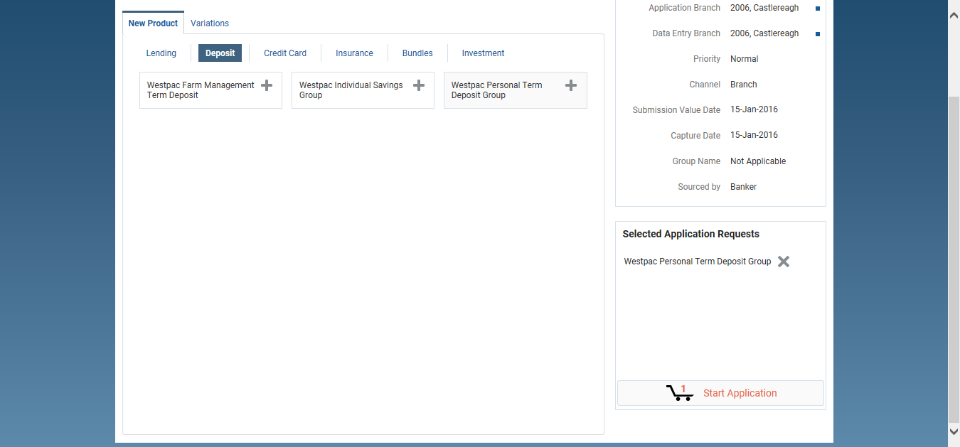 New Product
Variations
Lending
Deposit
Credit Card
Insurance
Bundles
Investment
Westpac Farm Management
Term Deposit
Westpac Individual Savings
Group
Westpac Personal Term
Deposit Group
Application Branch 2006, Castlereagh
Data Entry Branch 2006, Castlereagh
Priority Normal
Channel Branch
Submission Value Date 15-Jan-2016
Capture Date 15-Jan-2016
Group Name Not Applicable
Sourced by Banker
Selected Application Requests
Westpac Personal Term Deposit Group
1 Start Application